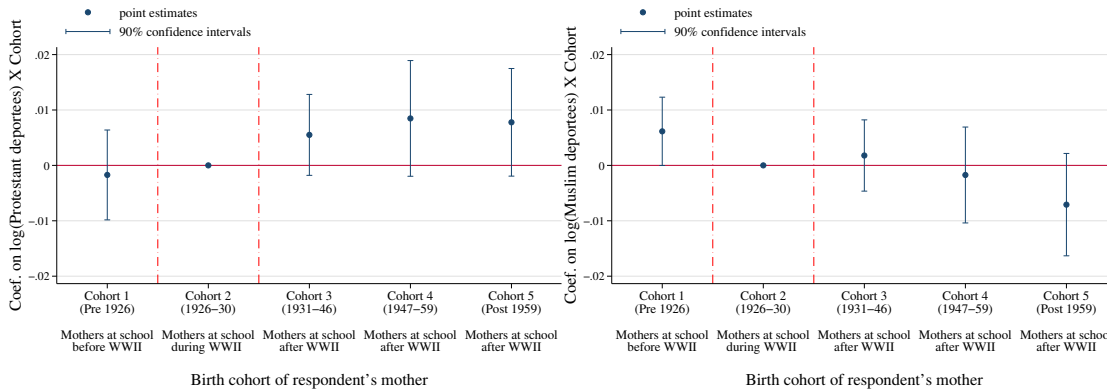 point estimates
90% confidence intervals
Coef. on log(Protestant deportees) X Cohort
.02
.01
0
-.01
-.02
Cohort 1
(Pre 1926)
Mothers at school
before WWII
Cohort 2
(1926–30)
Mothers at school
during WWII
Cohort 3
(1931–46)
Mothers at school
after WWII
Cohort 4
(1947–59)
Mothers at school
after WWII
Cohort 5
(Post 1959)
Mothers at school
after WWII
Birth cohort of respondent's mother
point estimates
90% confidence intervals
Coef. on log(Muslim deportees) X Cohort
.02
.01
0
-.01
-.02
Cohort 1
(Pre 1926)
Mothers at school
before WWII
Cohort 2
(1926–30)
Mothers at school
during WWII
Cohort 3
(1931–46)
Mothers at school
after WWII
Cohort 4
(1947–59)
Mothers at school
after WWII
Cohort 5
(Post 1959)
Mothers at school
after WWII
Birth cohort of respondent's mother